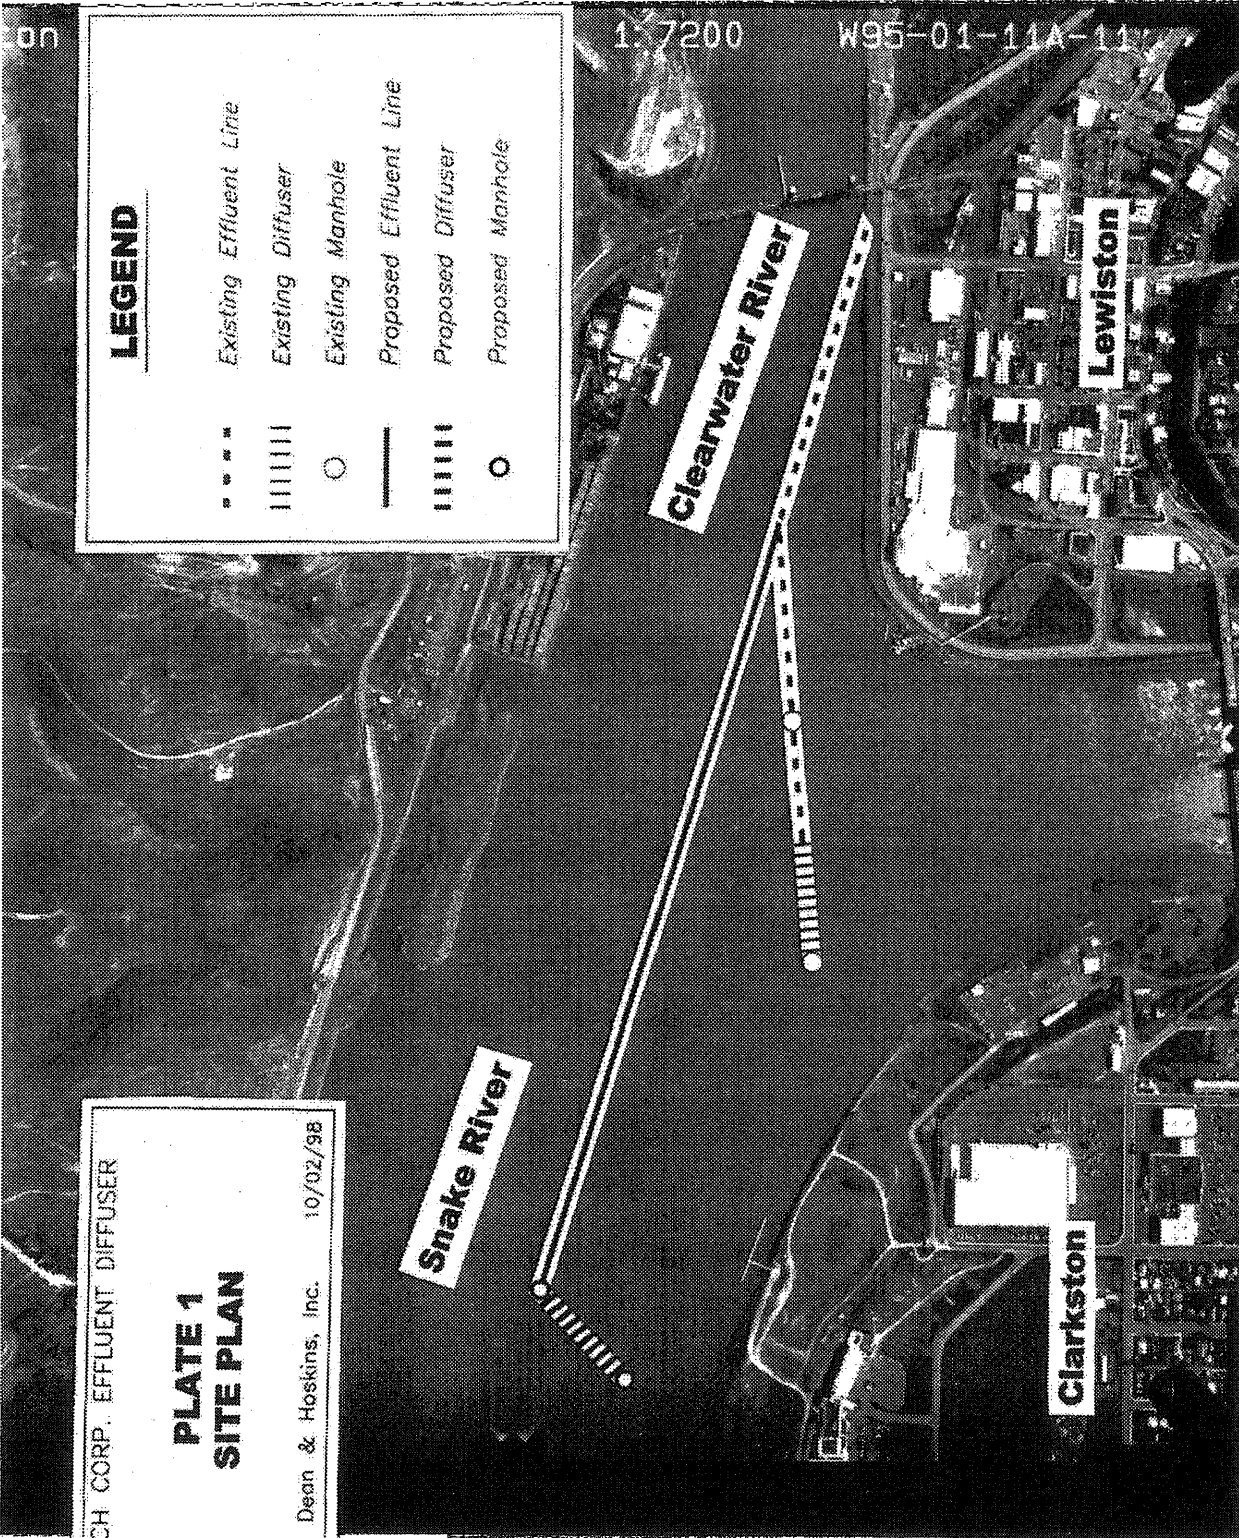 on
1:7200
W95-01-11A-11
LEGEND
Existing Effluent Line
Existing Diffuser
Existing Manhole
Proposed Effluent Line
Proposed Diffuser
Proposed Manhole
Clearwater River
Lewiston
Snake River
Clarkston
CH CORP. EFFLUENT DIFFUSER
PLATE 1
SITE PLAN
Dean & Hoskins, Inc. 10/02/98